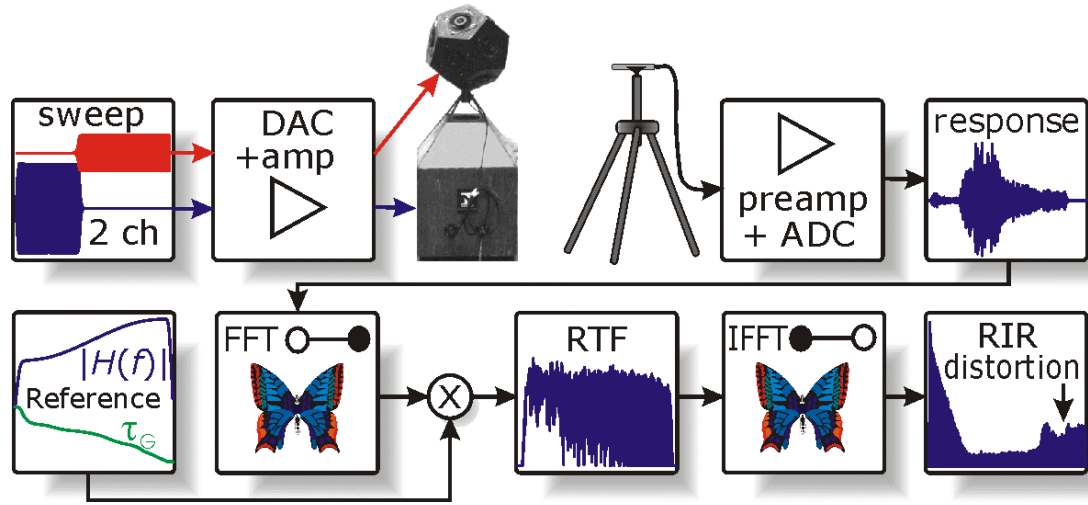 sweep
2 ch
DAC
+amp
preamp
+ ADC
response
|H(f)|
Reference
τG
FFT
X
RTF
IFFT
RIR
distortion